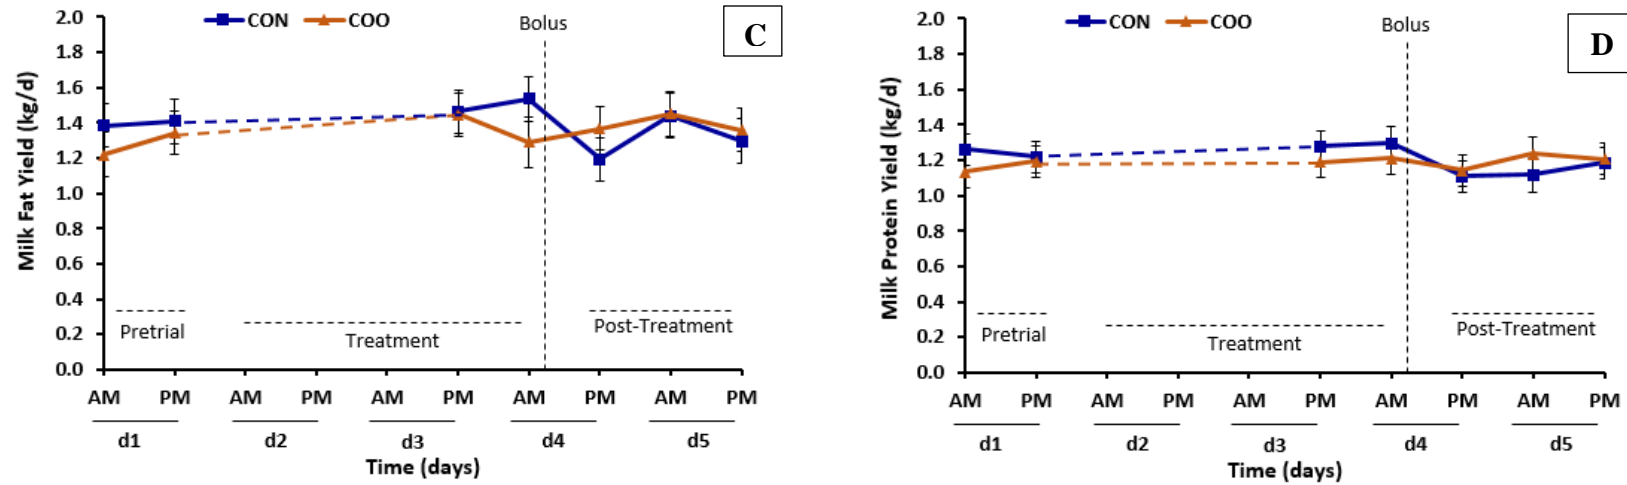 CON COO
Bolus
C
2.0
1.8
1.6
1.4
1.2
1.0
0.8
0.6
0.4
0.2
0.0
Milk Fat Yield (kg/d)
Pretrial
Treatment
Post-Treatment
AM PM AM PM AM PM AM PM AM PM
d1 d2 d3 d4 d5
Time (days)
CON COO
Bolus
D
2.0
1.8
1.6
1.4
1.2
1.0
0.8
0.6
0.4
0.2
0.0
Milk Protein Yield (kg/d)
Pretrial
Treatment
Post-Treatment
AM PM AM PM AM PM AM PM AM PM
d1 d2 d3 d4 d5
Time (days)